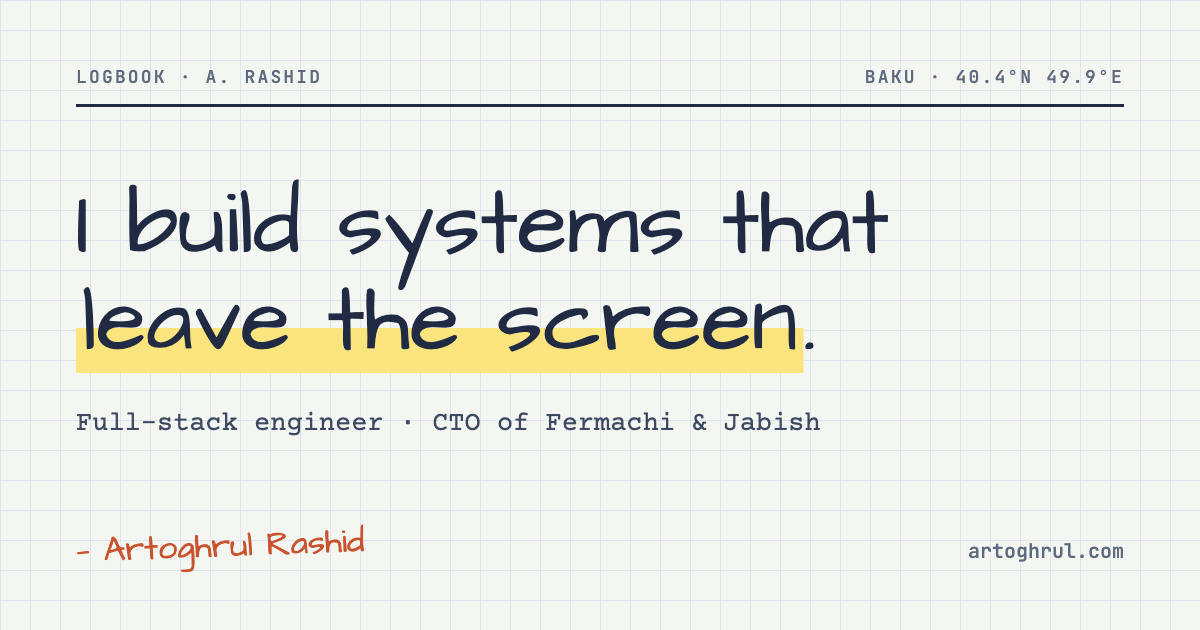 LOGBOOK · A. RASHID
BAKU · 40.4°N 49.9°E
I build systems that
leave the screen.
Full-stack engineer · CTO of Fermachi & Jabish
– Artoghrul Rashid
artoghrul.com